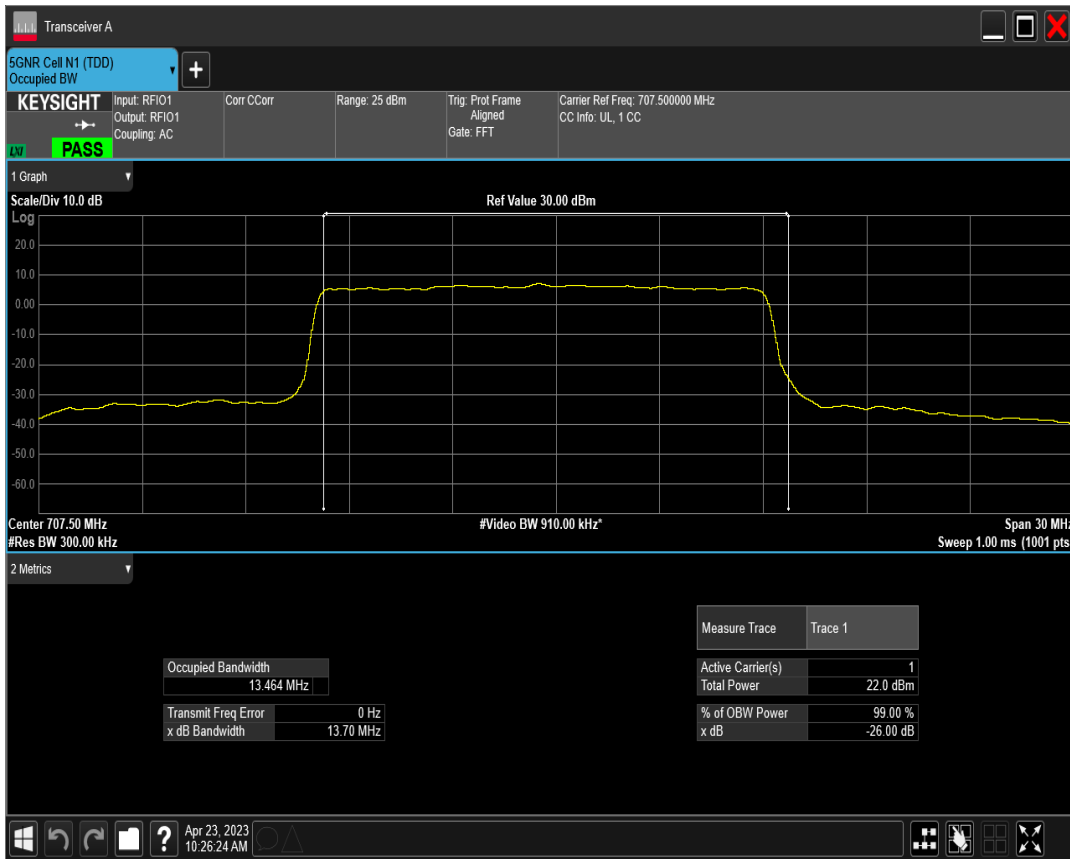 Transceiver A
5GNR Cell N1 (TDD)
Occupied BW
KEYSIGHT
LXI
PASS
Input: RFIO1
Output: RFIO1
Coupling: AC
Corr CCorr
Range: 25 dBm
Trig: Prot Frame
Aligned
Gate: FFT
Carrier Ref Freq: 707.500000 MHz
CC Info: UL, 1 CC
1 Graph
Scale/Div 10.0 dB
Ref Value 30.00 dBm
Log
20.0
10.0
0.00
-10.0
-20.0
-30.0
-40.0
-50.0
-60.0
Center 707.50 MHz
#Video BW 910.00 kHz*
Span 30 MHz
#Res BW 300.00 kHz
Sweep 1.00 ms (1001 pts
2 Metrics
Measure Trace Trace 1
Occupied Bandwidth
13.464 MHz
Transmit Freq Error 0 Hz
x dB Bandwidth 13.70 MHz
Active Carrier(s) 1
Total Power 22.0 dBm
% of OBW Power 99.00 %
x dB -26.00 dB
Apr 23, 2023
10:26:24 AM